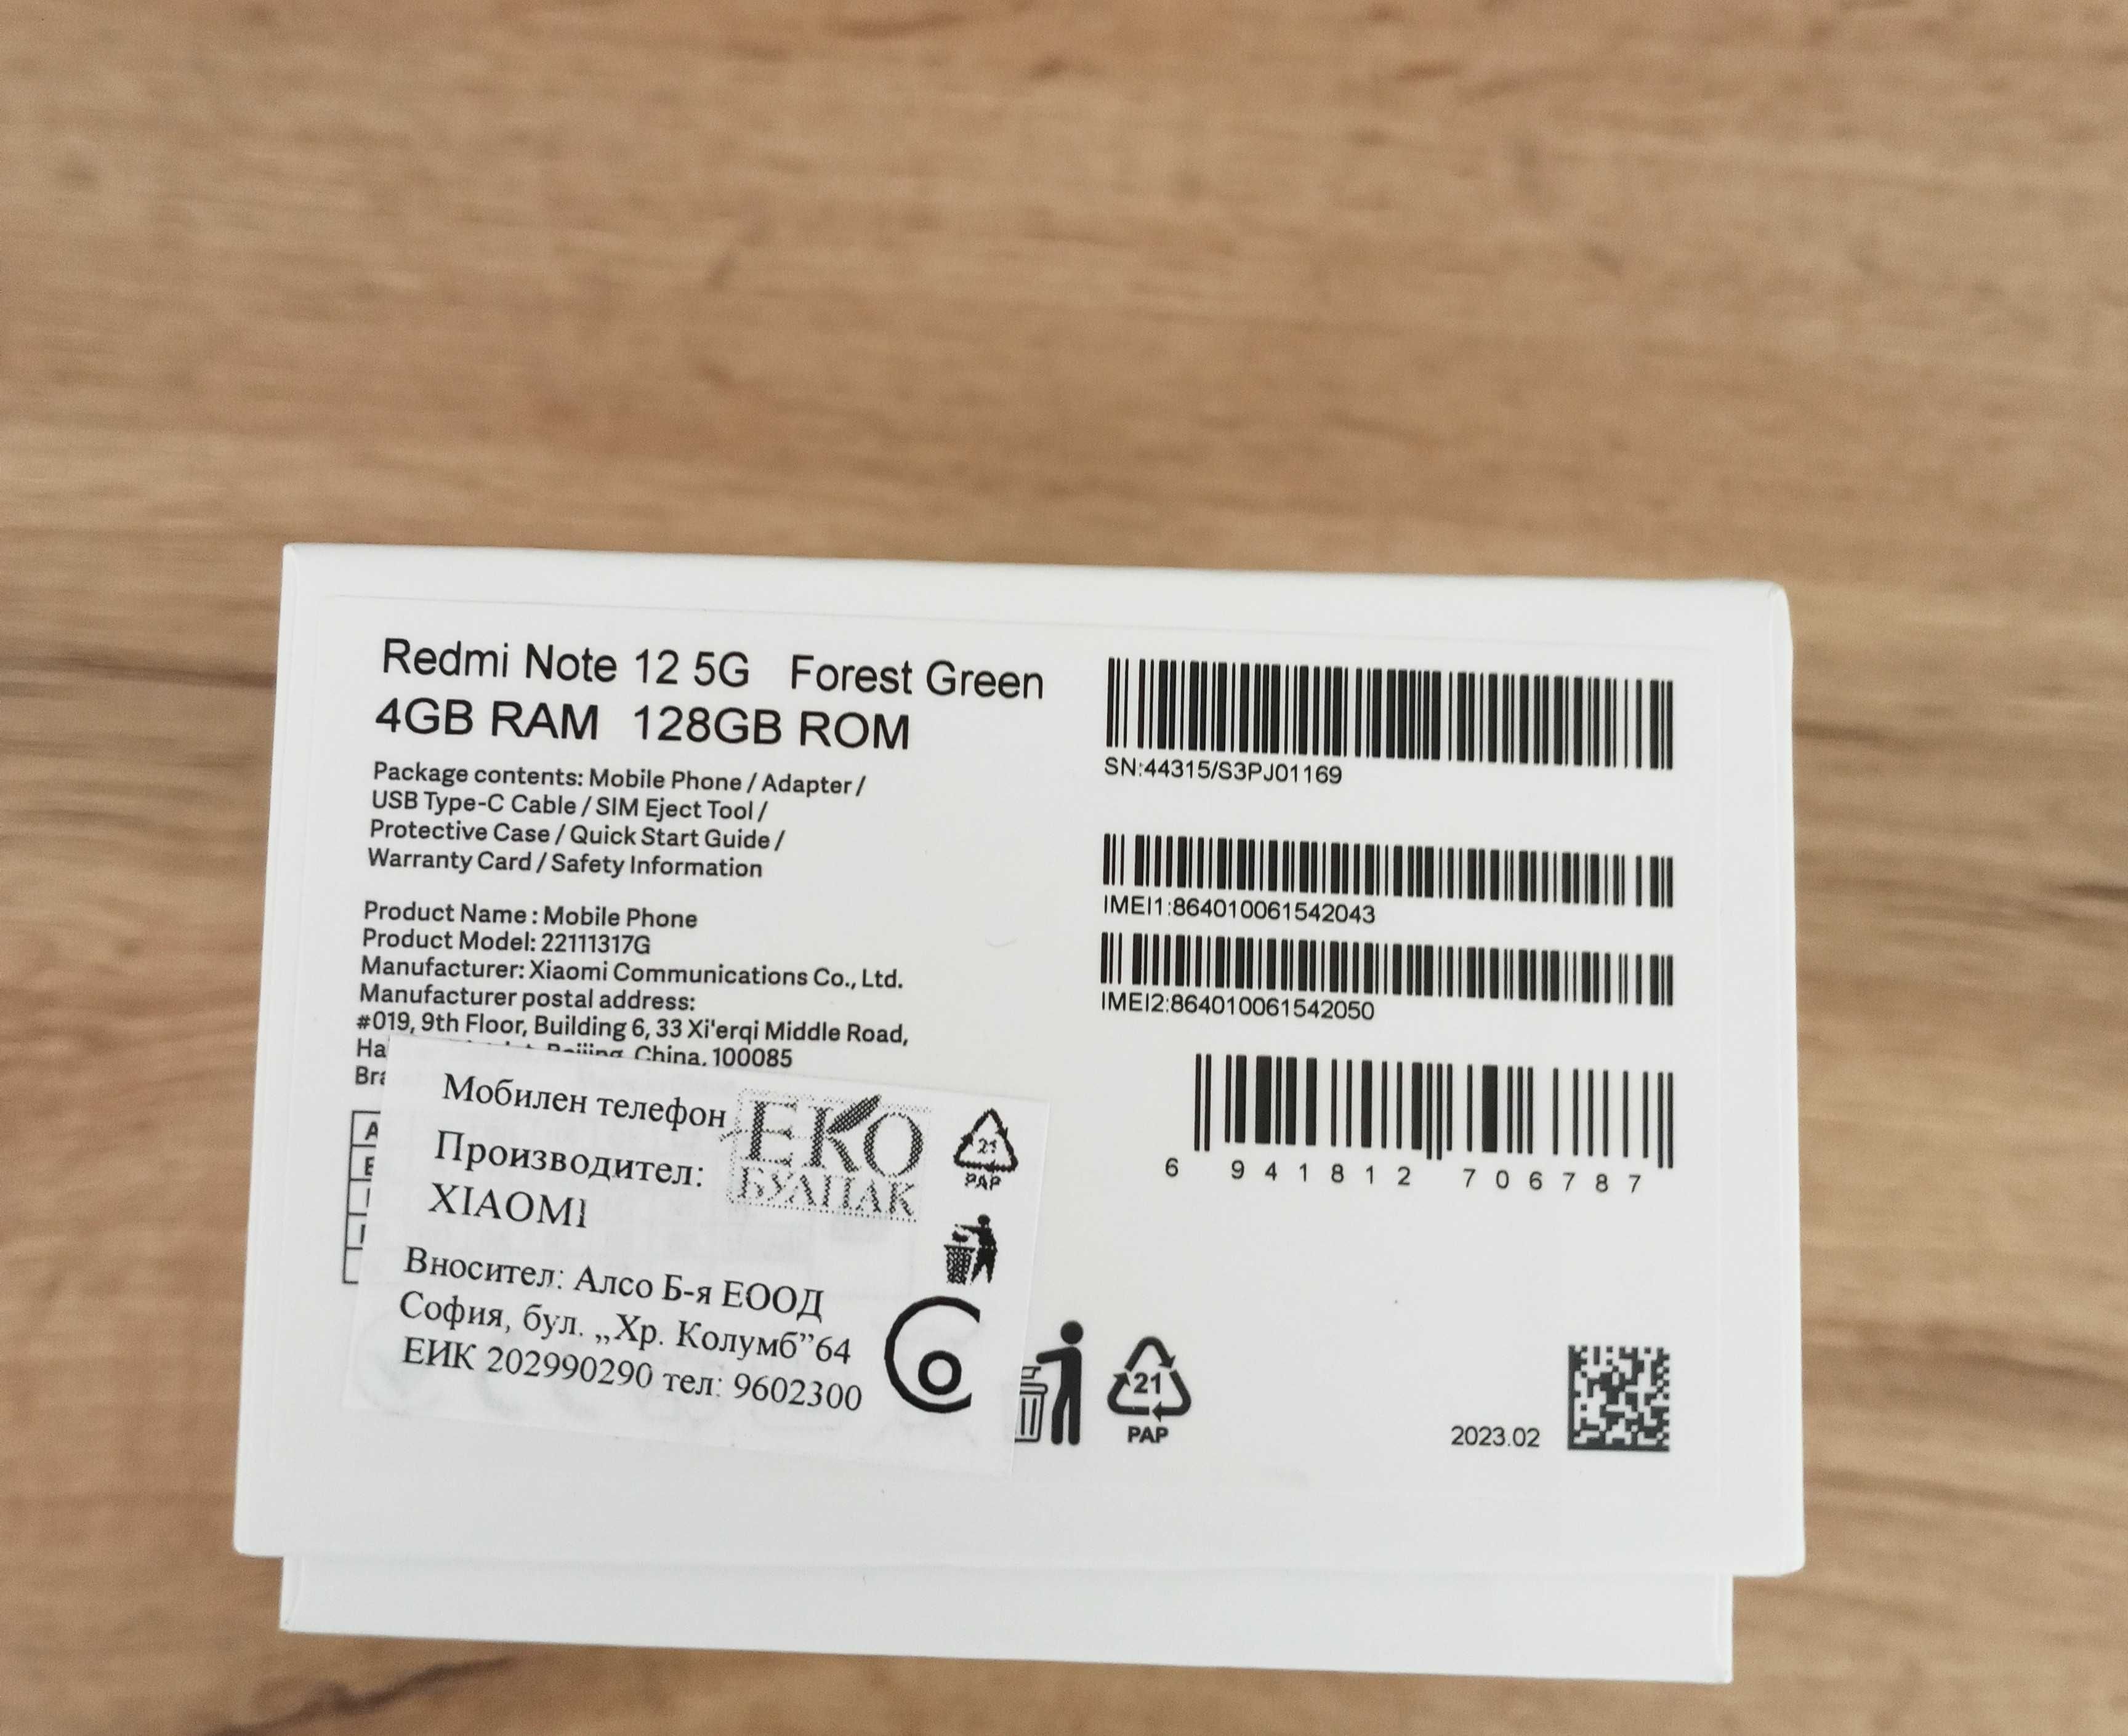 Redmi Note 12 5G Forest Green
4GB RAM 128GB ROM
Package contents: Mobile Phone / Adapter /
USB Type-C Cable / SIM Eject Tool /
Protective Case / Quick Start Guide /
Warranty Card / Safety Information
Product Name : Mobile Phone
Product Model: 22111317G
Manufacturer: Xiaomi Communications Co., Ltd.
Manufacturer postal address:
#019, 9th Floor, Building 6, 33 Xi'erqi Middle Road,
Beijing, China, 100085
Мобилен телефон
Производител:
XIAOMI
Вносител: Алсо Б-я ЕООД
София, бул. „Хр. Колумб”64
ЕИК 202990290 тел: 9602300
ЕКО
БУЛПАК
21
PAP
SN:44315/S3PJ01169
IMEI1:864010061542043
IMEI2:864010061542050
6 941812 706787
21
PAP
2023.02